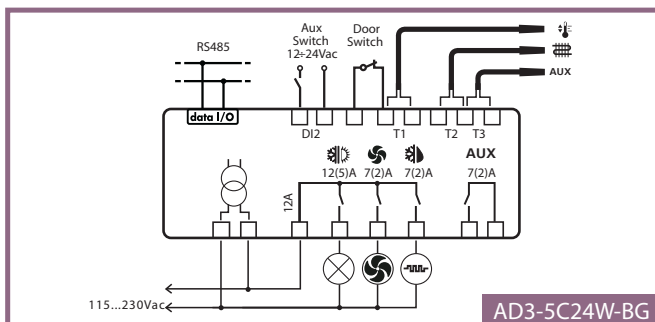 RS485
Aux
Switch
12÷24Vac
Door
Switch
AUX
data I/O
DI2
T1
T2
T3
AUX
12(5)A
7(2)A
7(2)A
7(2)A
12A
115...230Vac
AD3-5C24W-BG